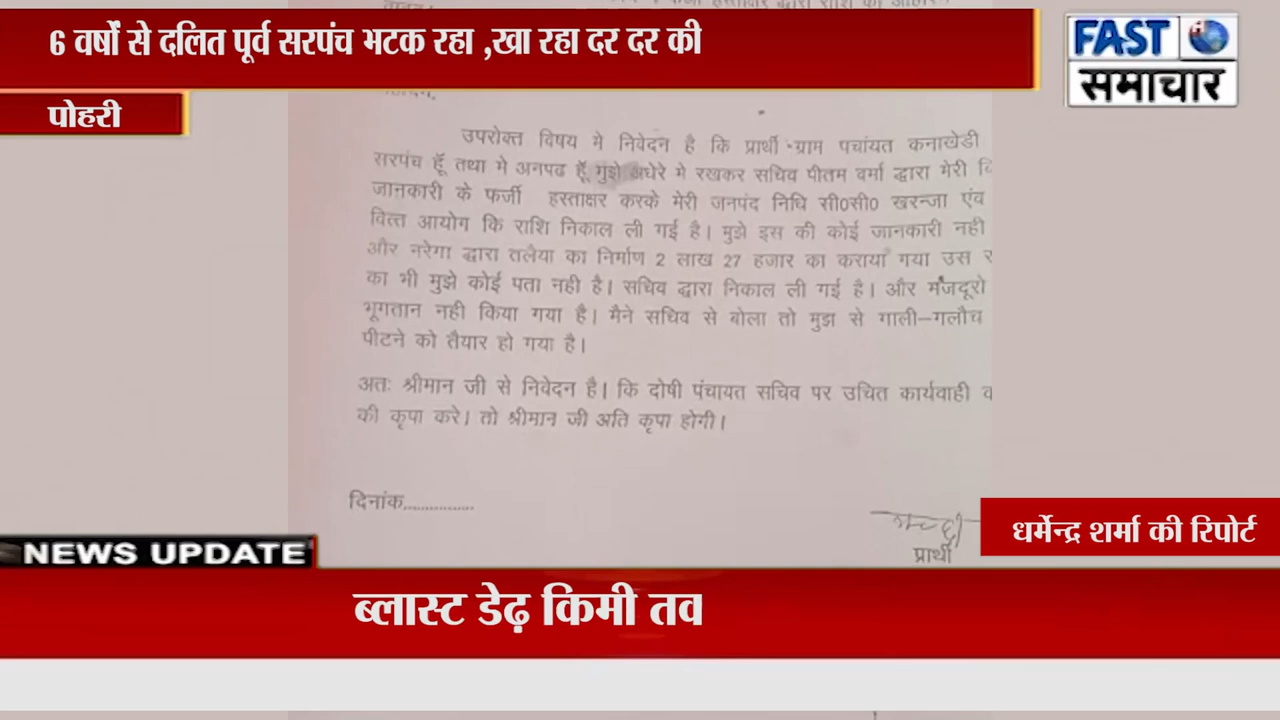 6 वर्षों से दलित पूर्व सरपंच भटक रहा ,खा रहा दर दर की
FAST
समाचार
पोहरी
उपरोक्त विषय मे निवेदन है कि प्रार्थी ग्राम पचांयत कनाखेडी
सरपंच हूँ तथा मे अनपढ हूँ गुझे अधेरे मे रखकर सचिव पीतम वर्मा द्धारा मेरी
जानकारी के फर्जी हस्ताक्षर करके मेरी जनपंद निधि सी0सी0 खरन्जा एंव
वित्त आयोग कि राशि निकाल ली गई है। मुझे इस की कोई जानकारी नही
और नरेगा द्वारा तलैया का निर्माण 2 लाख 27 हजार का कराया गया उस
का भी मुझे कोई पता नही है। सचिव द्धारा निकाल ली गई है। और मजदूरो
भूगतान नही किया गया है। मैने सचिव से बोला तो मुझ से गाली-गलौच
पीटने को तैयार हो गया है।
अतः श्रीमान जी से निवेदन है। कि दोषी पंचायत सचिव पर उचित कार्यवाही
की कृपा करे। तो श्रीमान जी अति कृपा होगी।
दिनांक................
प्रार्थी
धर्मेन्द्र शर्मा की रिपोर्ट
NEWS UPDATE
ब्लास्ट डेढ़ किमी